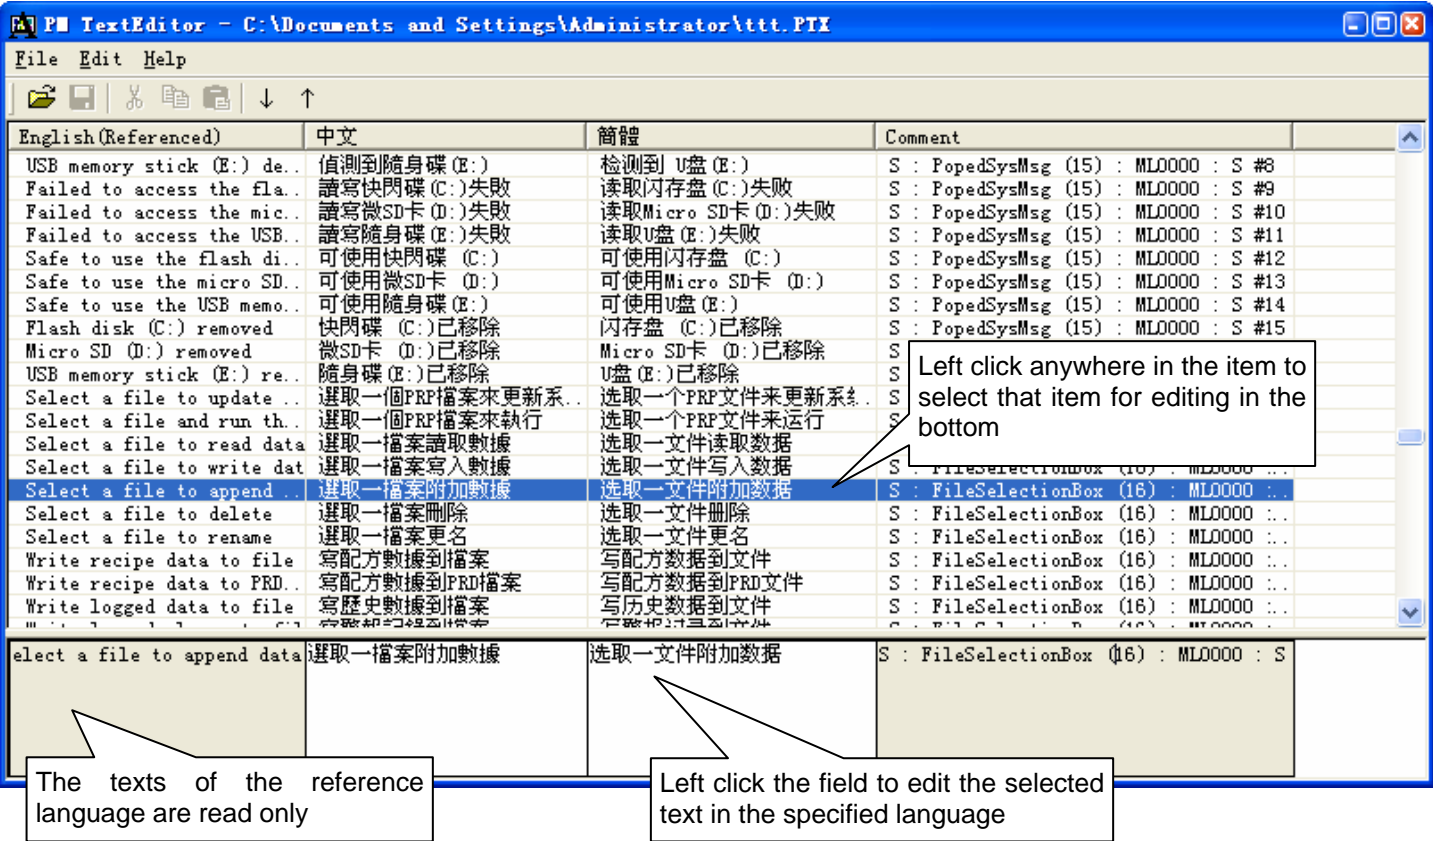 PM TextEditor - C:\Documents and Settings\Administrator\ttt.PTX
File Edit Help
English(Referenced) 中文 简體 Comment
USB memory stick (E:) de.. 偵測到隨身碟(E:) 检测到 U盘(E:) S : PopedSysMsg (15) : ML0000 : S #8
Failed to access the fla.. 讀寫快閃碟(C:)失敗 读取闪存盘(C:)失败 S : PopedSysMsg (15) : ML0000 : S #9
Failed to access the mic.. 讀寫微SD卡(D:)失敗 读取Micro SD卡(D:)失败 S : PopedSysMsg (15) : ML0000 : S #10
Failed to access the USB.. 讀寫隨身碟(E:)失敗 读取U盘(E:)失败 S : PopedSysMsg (15) : ML0000 : S #11
Safe to use the flash di.. 可使用快閃碟 (C:) 可使用闪存盘 (C:) S : PopedSysMsg (15) : ML0000 : S #12
Safe to use the micro SD.. 可使用微SD卡 (D:) 可使用Micro SD卡 (D:) S : PopedSysMsg (15) : ML0000 : S #13
Safe to use the USB memo.. 可使用隨身碟(E:) 可使用U盘(E:) S : PopedSysMsg (15) : ML0000 : S #14
Flash disk (C:) removed 快閃碟 (C:)已移除 闪存盘 (C:)已移除 S : PopedSysMsg (15) : ML0000 : S #15
Micro SD (D:) removed 微SD卡 (D:)已移除 Micro SD卡 (D:)已移除 S
USB memory stick (E:) re.. 隨身碟(E:)已移除 U盘(E:)已移除 S
Select a file to update .. 選取一個PRP檔案來更新系.. 选取一个PRP文件来更新系.. S
Select a file and run th.. 選取一個PRP檔案來執行 选取一个PRP文件来运行 S
Select a file to read data 選取一檔案讀取數據 选取一文件读取数据 S
Select a file to write dat 選取一檔案寫入數據 选取一文件写入数据 S : FileSelectionBox (16) : ML0000 :..
Select a file to append .. 選取一檔案附加數據 选取一文件附加数据 S : FileSelectionBox (16) : ML0000 :..
Select a file to delete 選取一檔案刪除 选取一文件删除 S : FileSelectionBox (16) : ML0000 :..
Select a file to rename 選取一檔案更名 选取一文件更名 S : FileSelectionBox (16) : ML0000 :..
Write recipe data to file 寫配方數據到檔案 写配方数据到文件 S : FileSelectionBox (16) : ML0000 :..
Write recipe data to PRD.. 寫配方數據到PRD檔案 写配方数据到PRD文件 S : FileSelectionBox (16) : ML0000 :..
Write logged data to file 寫歷史數據到檔案 写历史数据到文件 S : FileSelectionBox (16) : ML0000 :..
elect a file to append data 選取一檔案附加數據 选取一文件附加数据 S : FileSelectionBox (16) : ML0000 : S
Left click anywhere in the item to
select that item for editing in the
bottom
The texts of the reference
language are read only
Left click the field to edit the selected
text in the specified language